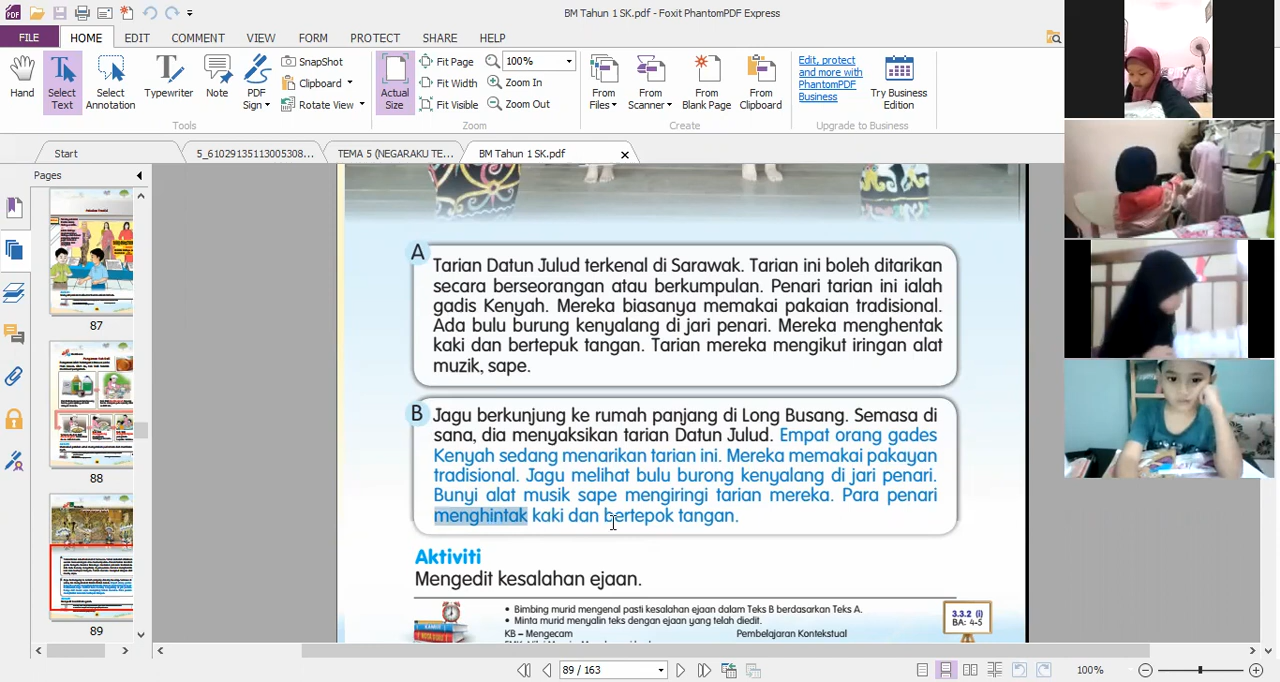 BM Tahun 1 SK.pdf - Foxit PhantomPDF Express
FILE HOME EDIT COMMENT VIEW FORM PROTECT SHARE HELP
Hand
Select Text
Select Annotation
Typewriter
Note
PDF Sign
SnapShot
Clipboard
Rotate View
Tools
Actual Size
Fit Page
Fit Width
Fit Visible
100%
Zoom In
Zoom Out
Zoom
From Files
From Scanner
From Blank Page
From Clipboard
Create
Edit, protect
and more with
PhantomPDF
Business
Try Business Edition
Upgrade to Business
Start
5_61029135113005308...
TEMA 5 (NEGARAKU TE...
BM Tahun 1 SK.pdf
Pages
87
88
89
A
Tarian Datun Julud terkenal di Sarawak. Tarian ini boleh ditarikan
secara berseorangan atau berkumpulan. Penari tarian ini ialah
gadis Kenyah. Mereka biasanya memakai pakaian tradisional.
Ada bulu burung kenyalang di jari penari. Mereka menghentak
kaki dan bertepuk tangan. Tarian mereka mengikut iringan alat
muzik, sape.
B
Jagu berkunjung ke rumah panjang di Long Busang. Semasa di
sana, dia menyaksikan tarian Datun Julud. Empat orang gades
Kenyah sedang menarikan tarian ini. Mereka memakai pakayan
tradisional. Jagu melihat bulu burong kenyalang di jari penari.
Bunyi alat musik sape mengiringi tarian mereka. Para penari
menghintak kaki dan bertepok tangan.
Aktiviti
Mengedit kesalahan ejaan.
• Bimbing murid mengenal pasti kesalahan ejaan dalam Teks B berdasarkan Teks A.
• Minta murid menyalin teks dengan ejaan yang telah diedit.
KB – Mengecam Pembelajaran Kontekstual
3.3.2 (i)
BA: 4-5
89 / 163
100%